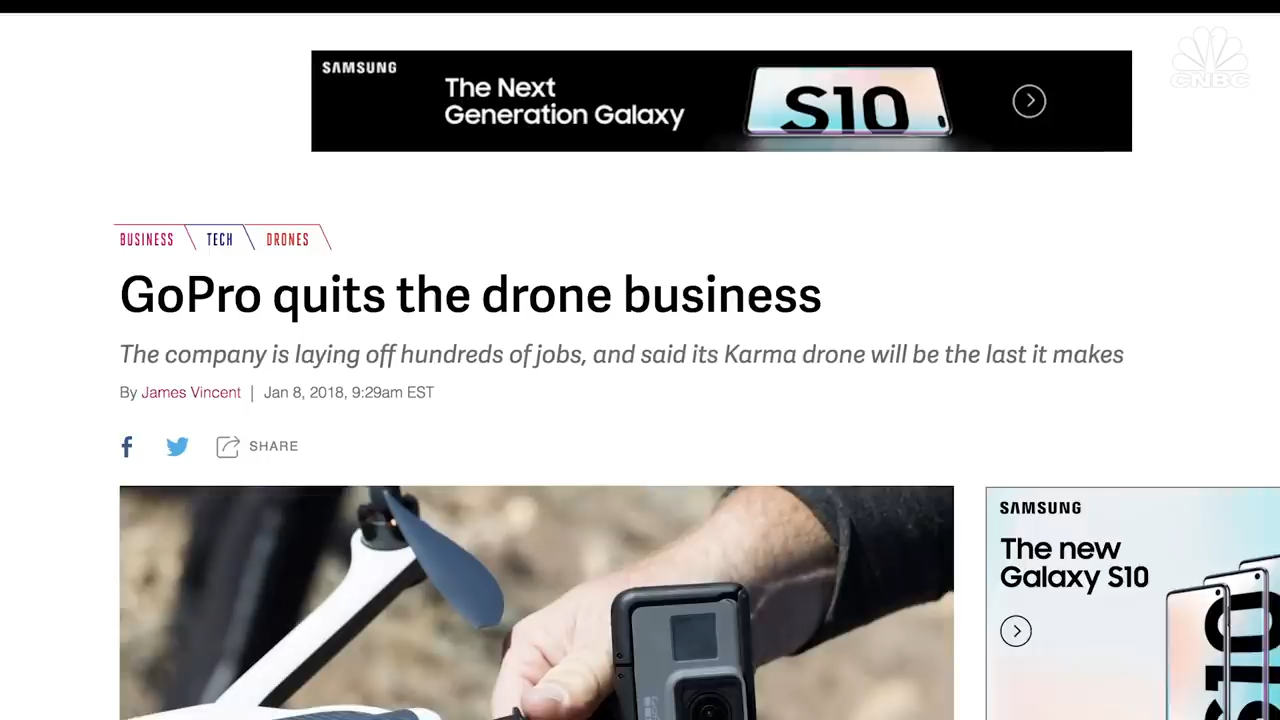 CNBC
SAMSUNG
The Next
Generation Galaxy
S10
BUSINESS TECH DRONES
GoPro quits the drone business
The company is laying off hundreds of jobs, and said its Karma drone will be the last it makes
By James Vincent | Jan 8, 2018, 9:29am EST
SHARE
SAMSUNG
The new
Galaxy S10
S10